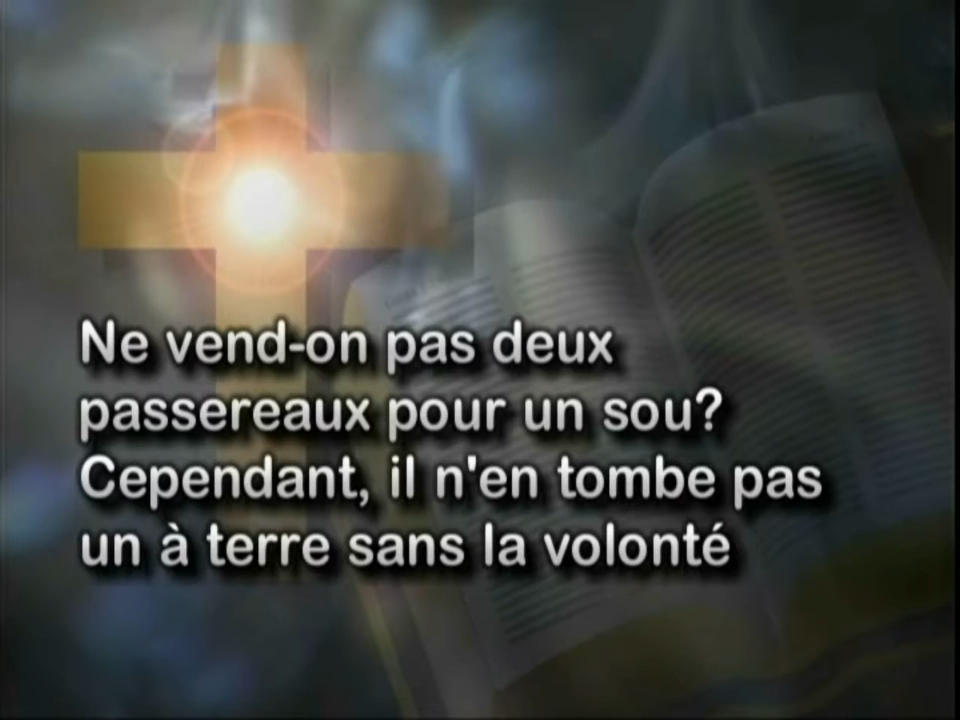 Ne vend-on pas deux
passereaux pour un sou?
Cependant, il n'en tombe pas
un à terre sans la volonté